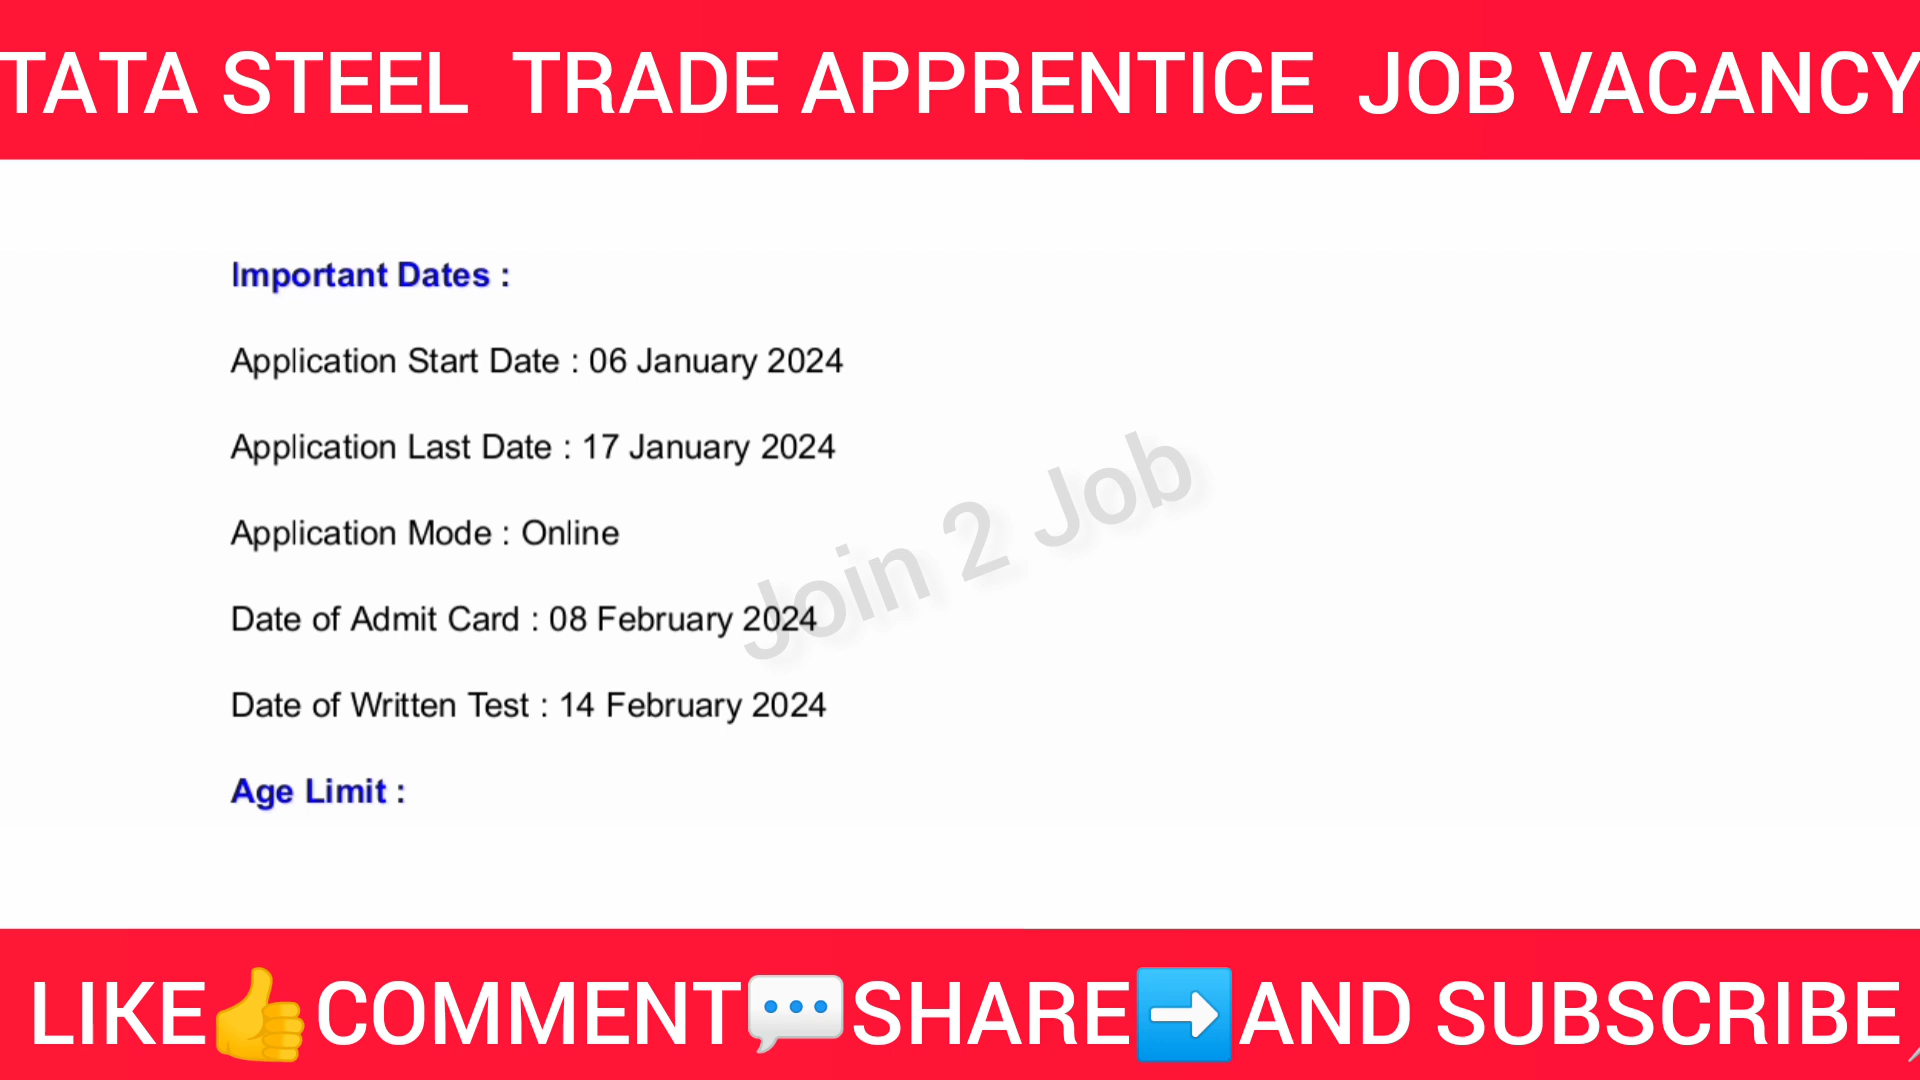 TATA STEEL TRADE APPRENTICE JOB VACANCY
Important Dates :
Application Start Date : 06 January 2024
Application Last Date : 17 January 2024
Application Mode : Online
Date of Admit Card : 08 February 2024
Date of Written Test : 14 February 2024
Age Limit :
Join 2 Job
LIKE👍COMMENT💬SHARE➡️AND SUBSCRIBE